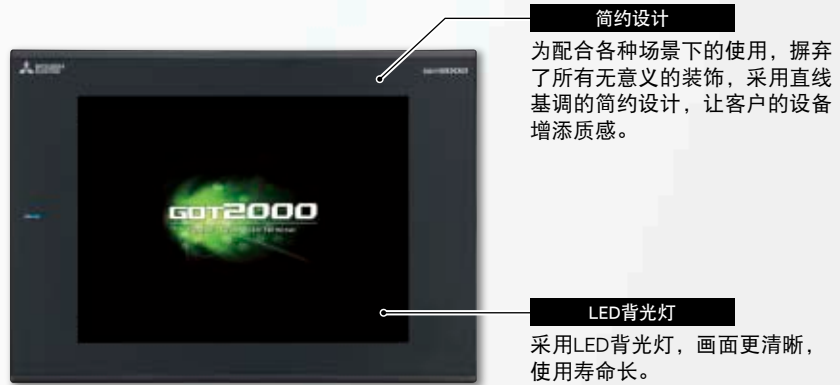 简约设计
为配合各种场景下的使用，摒弃
了所有无意义的装饰，采用直线
基调的简约设计，让客户的设备
增添质感。
GOT2000
LED背光灯
采用LED背光灯，画面更清晰，
使用寿命长。